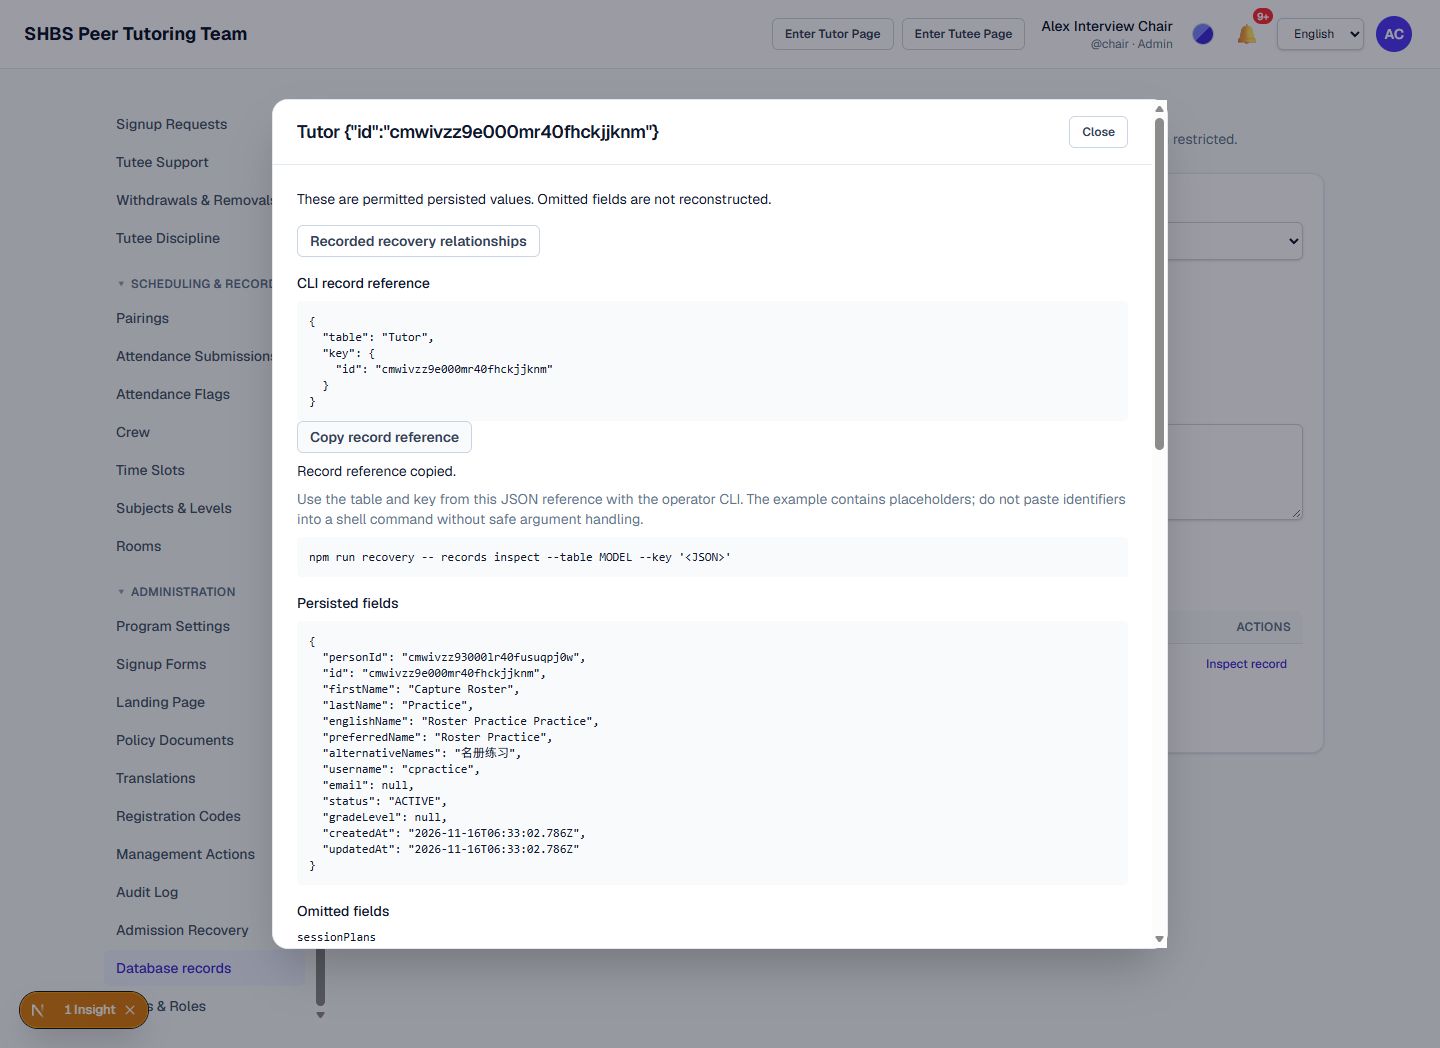 SHBS Peer Tutoring Team
Enter Tutor Page
Enter Tutee Page
Alex Interview Chair
@chair · Admin
9+
English
AC
Signup Requests
Tutee Support
Withdrawals & Removals
Tutee Discipline
SCHEDULING & RECORD
Pairings
Attendance Submissions
Attendance Flags
Crew
Time Slots
Subjects & Levels
Rooms
ADMINISTRATION
Program Settings
Signup Forms
Landing Page
Policy Documents
Translations
Registration Codes
Management Actions
Audit Log
Admission Recovery
Database records
s & Roles
N
1 Insight
Tutor {"id":"cmwivzz9e000mr40fhckjjknm"}
Close
These are permitted persisted values. Omitted fields are not reconstructed.
Recorded recovery relationships
CLI record reference
{
"table": "Tutor",
"key": {
"id": "cmwivzz9e000mr40fhckjjknm"
}
}
Copy record reference
Record reference copied.
Use the table and key from this JSON reference with the operator CLI. The example contains placeholders; do not paste identifiers
into a shell command without safe argument handling.
npm run recovery -- records inspect --table MODEL --key '<JSON>'
Persisted fields
{
"personId": "cmwivzz93000lr40fusuqpj0w",
"id": "cmwivzz9e000mr40fhckjjknm",
"firstName": "Capture Roster",
"lastName": "Practice",
"englishName": "Roster Practice Practice",
"preferredName": "Roster Practice",
"alternativeNames": "名册练习",
"username": "cpractice",
"email": null,
"status": "ACTIVE",
"gradeLevel": null,
"createdAt": "2026-11-16T06:33:02.786Z",
"updatedAt": "2026-11-16T06:33:02.786Z"
}
Omitted fields
sessionPlans
restricted.
ACTIONS
Inspect record